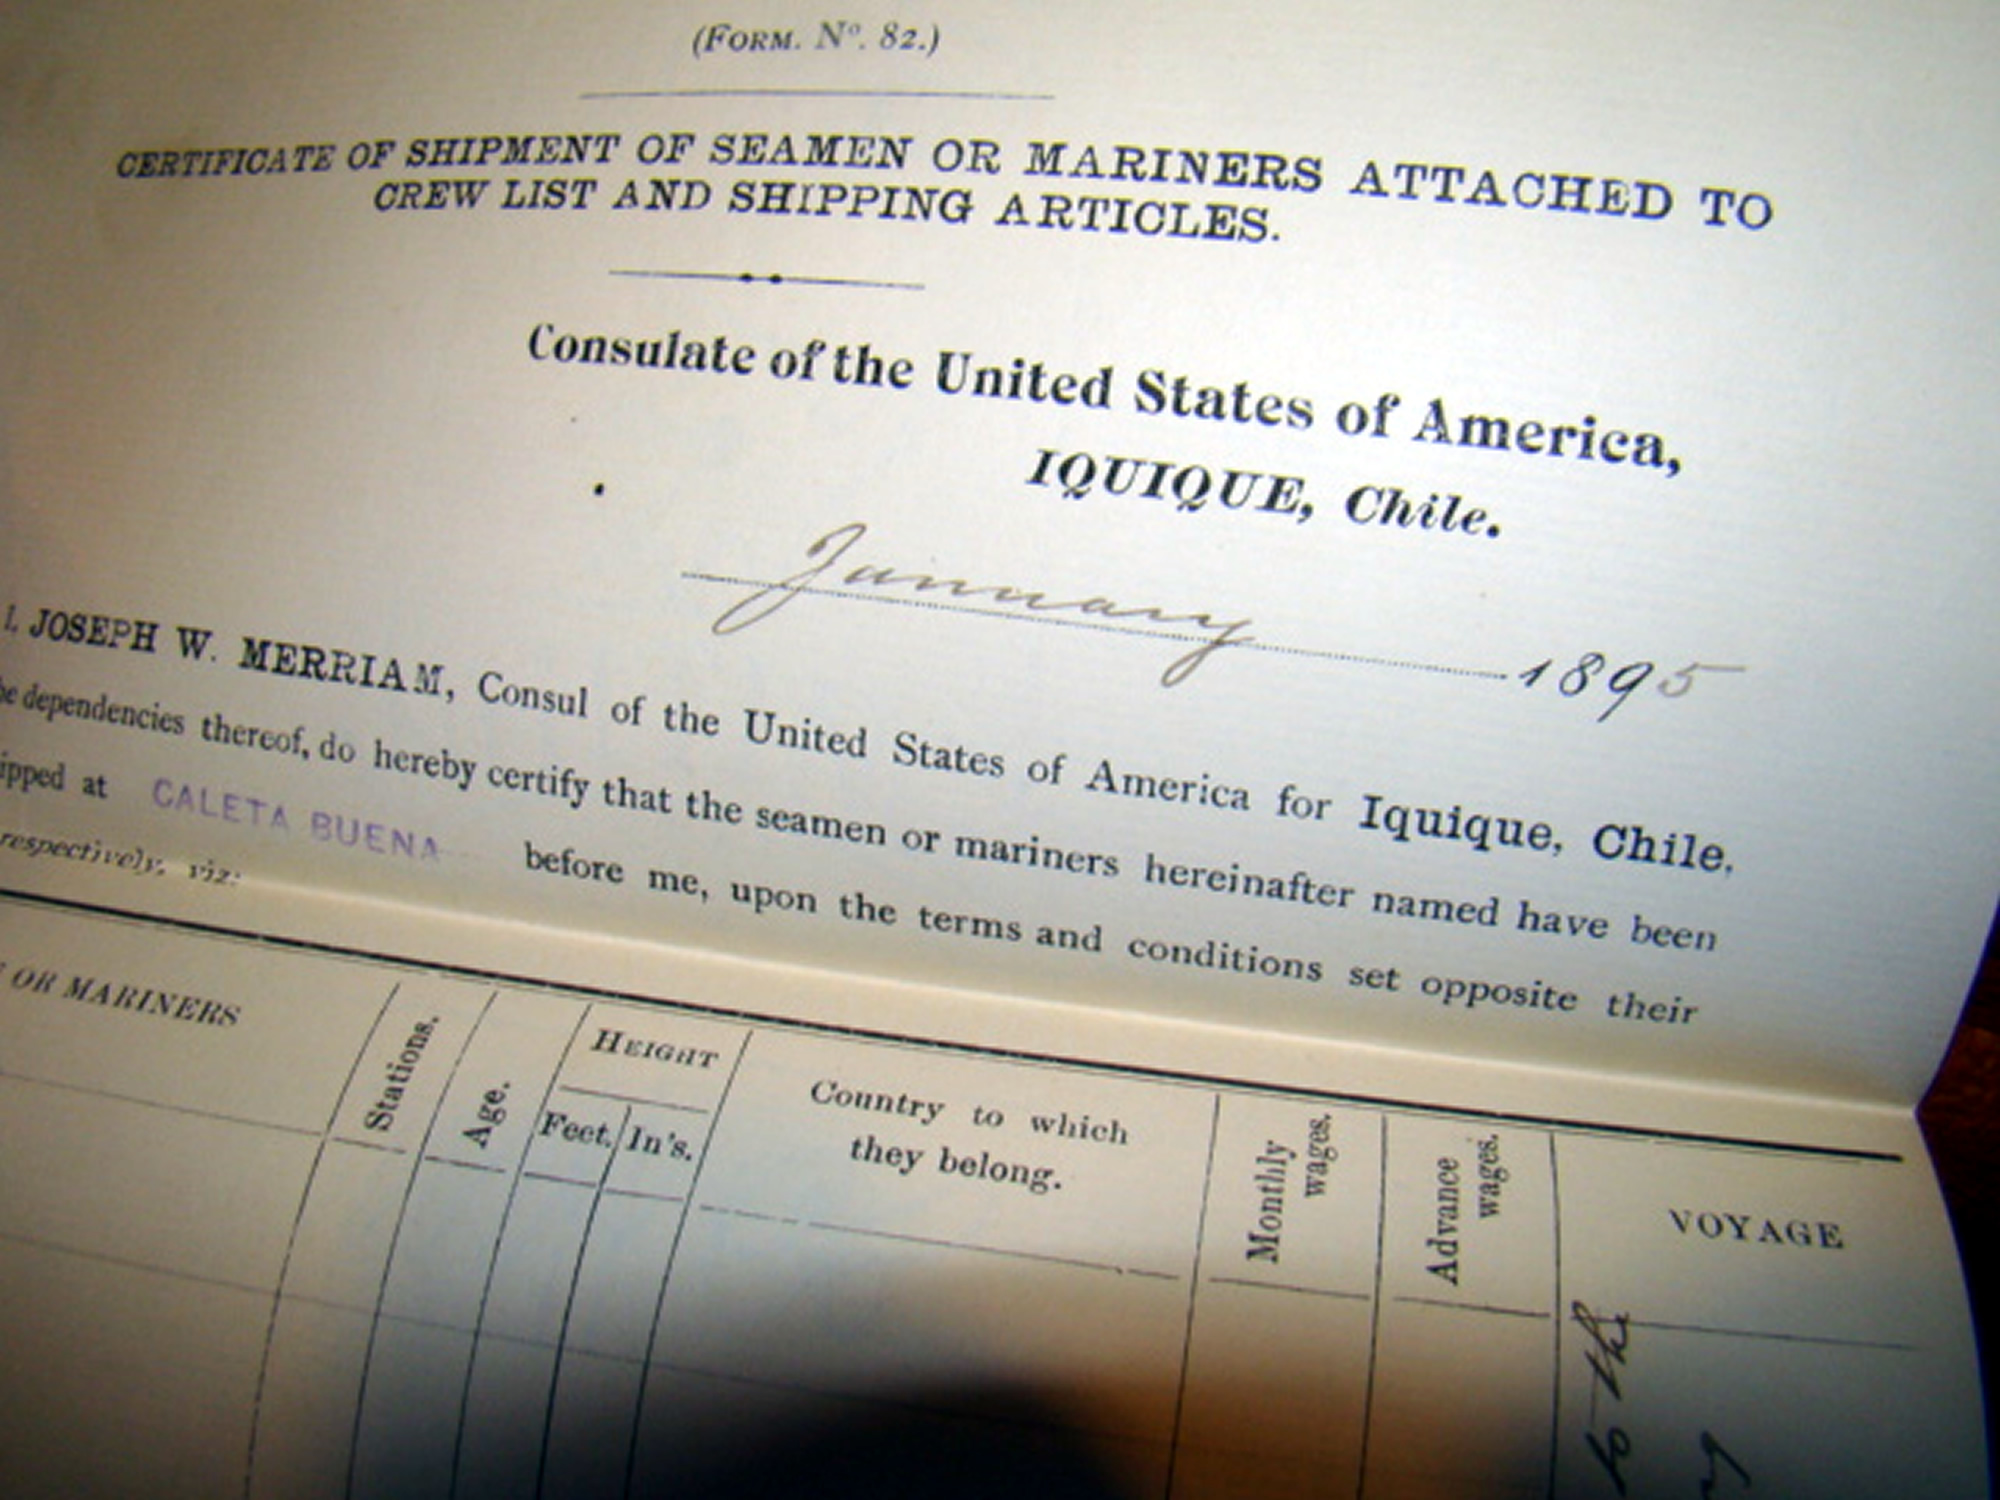 (FORM. Nº. 82.)
CERTIFICATE OF SHIPMENT OF SEAMEN OR MARINERS ATTACHED TO
CREW LIST AND SHIPPING ARTICLES.
Consulate of the United States of America,
IQUIQUE, Chile.
January 1895
I, JOSEPH W. MERRIAM, Consul of the United States of America for Iquique, Chile.
dependencies thereof, do hereby certify that the seamen or mariners hereinafter named have been
ipped at CALETA BUENA before me, upon the terms and conditions set opposite their
respectively, viz:
OR MARINERS
Stations.
Age.
HEIGHT
Feet. In's.
Country to which
they belong.
Monthly
wages.
Advance
wages.
VOYAGE
to the